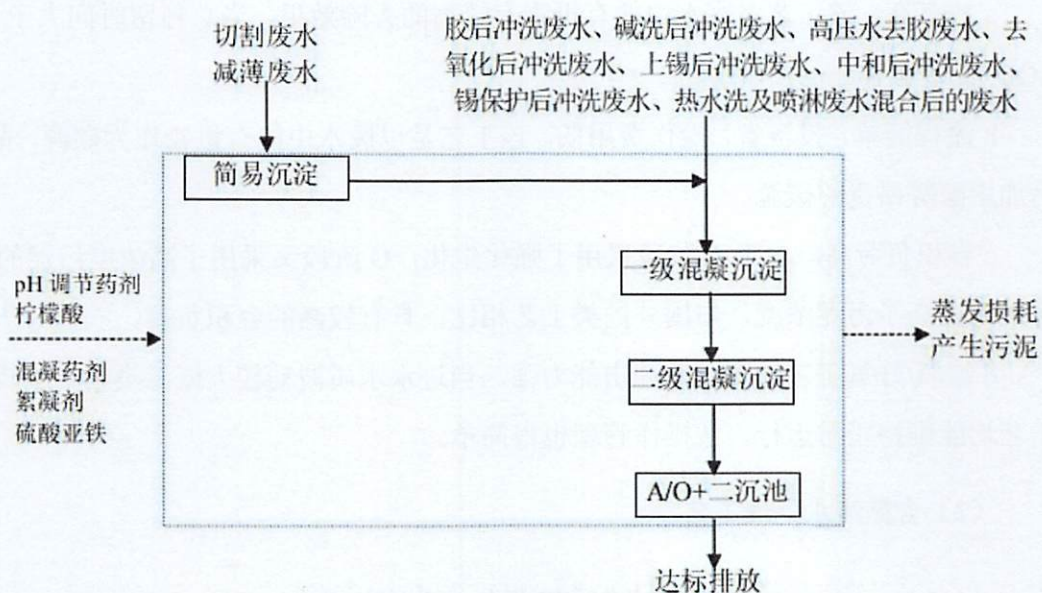 切割废水
减薄废水
胶后冲洗废水、碱洗后冲洗废水、高压水去胶废水、去
氧化后冲洗废水、上锡后冲洗废水、中和后冲洗废水、
锡保护后冲洗废水、热水洗及喷淋废水混合后的废水
简易沉淀
一级混凝沉淀
pH 调节药剂
柠檬酸
混凝药剂
絮凝剂
硫酸亚铁
蒸发损耗
产生污泥
二级混凝沉淀
A/O+二沉池
达标排放